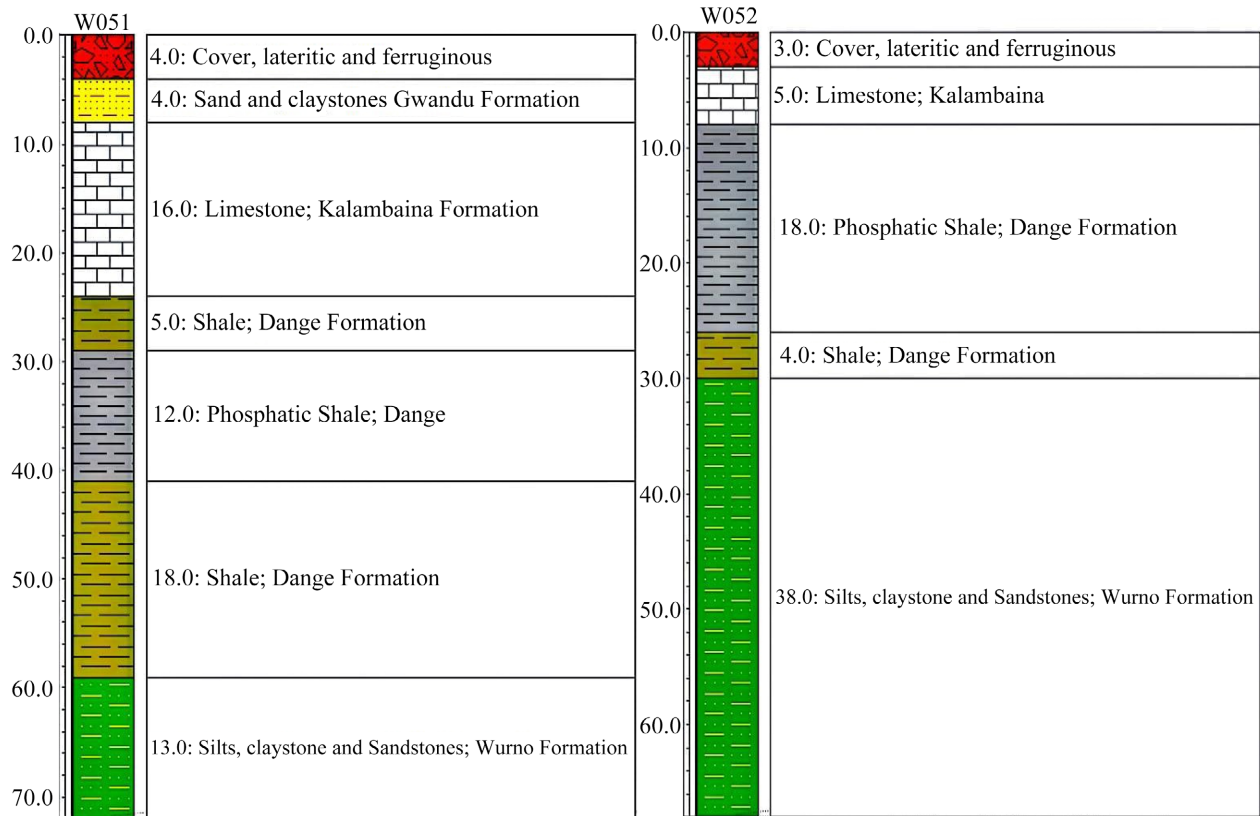 W051
0.0
10.0
20.0
30.0
40.0
50.0
60.0
70.0
4.0: Cover, lateritic and ferruginous
4.0: Sand and claystones Gwandu Formation
16.0: Limestone; Kalambaina Formation
5.0: Shale; Dange Formation
12.0: Phosphatic Shale; Dange
18.0: Shale; Dange Formation
13.0: Silts, claystone and Sandstones; Wurno Formation
W052
0.0
10.0
20.0
30.0
40.0
50.0
60.0
3.0: Cover, lateritic and ferruginous
5.0: Limestone; Kalambaina
18.0: Phosphatic Shale; Dange Formation
4.0: Shale; Dange Formation
38.0: Silts, claystone and Sandstones; Wurno Formation